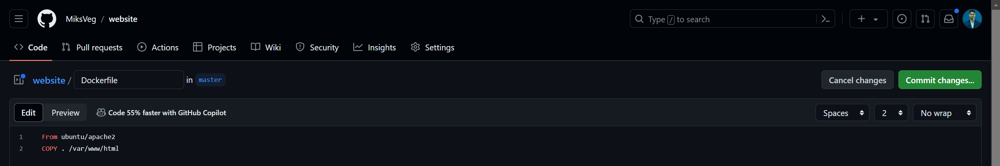 MiksVeg / website
Type / to search
Code Pull requests Actions Projects Wiki Security Insights Settings
website / Dockerfile in master
Cancel changes Commit changes...
Edit Preview Code 55% faster with GitHub Copilot
Spaces 2 No wrap
1 From ubuntu/apache2
2 COPY . /var/www/html